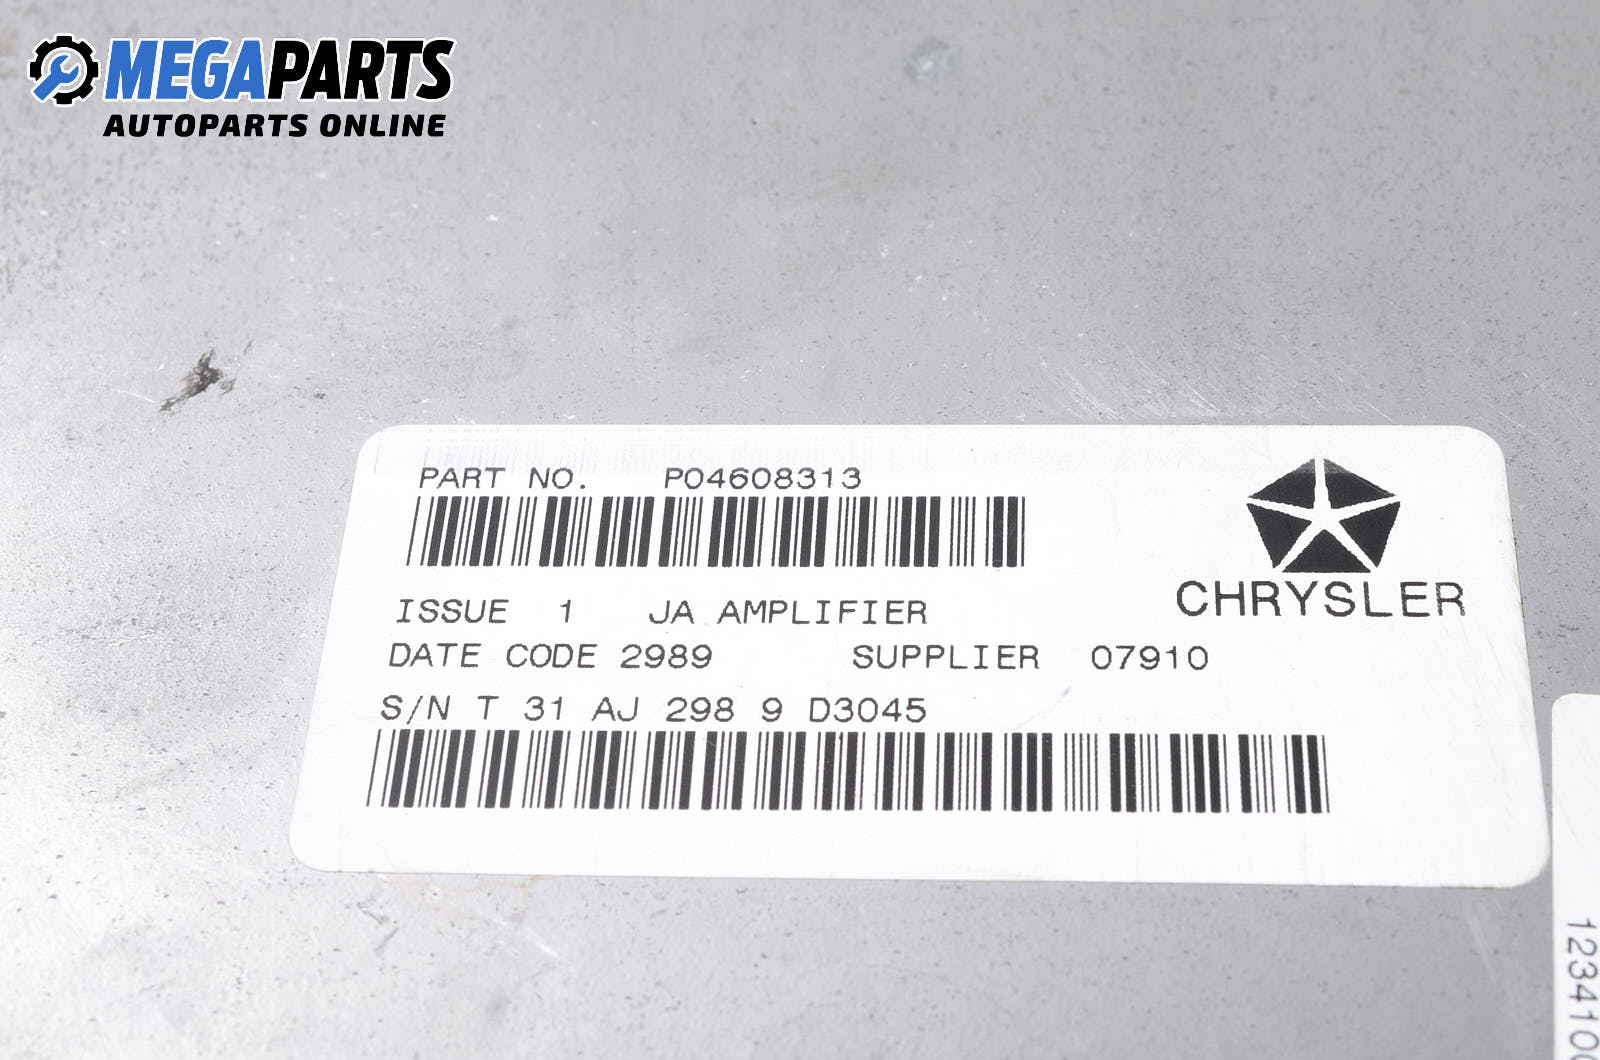 MEGAPARTS
AUTOPARTS ONLINE
PART NO. P04608313
CHRYSLER
ISSUE 1 JA AMPLIFIER
DATE CODE 2989 SUPPLIER 07910
S/N T 31 AJ 298 9 D3045